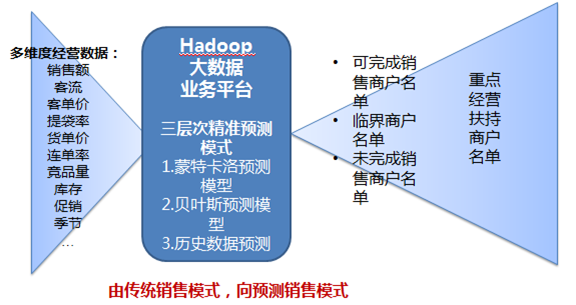 多维度经营数据：
销售额
客流
客单价
提袋率
货单价
连单率
竞品量
库存
促销
季节
…
Hadoop
大数据
业务平台
三层次精准预测
模式
1.蒙特卡洛预测
模型
2.贝叶斯预测模
型
3.历史数据预测
• 可完成销
售商户名
单
• 临界商户
名单
• 未完成销
售商户名
单
重点
经营
扶持
商户
名单
由传统销售模式，向预测销售模式